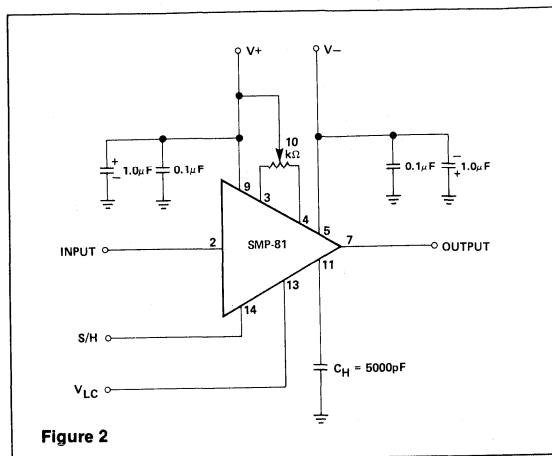 V+
V−
10
kΩ
+
−
1.0μF
0.1μF
0.1μF
−
+
1.0μF
9
3
4
5
INPUT
2
SMP-81
7
OUTPUT
11
13
14
S/H
V_LC
C_H = 5000pF
Figure 2